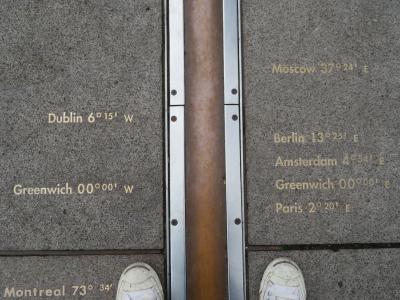 Moscow 37° 24' E
Dublin 6° 15' W
Berlin 13° 25' E
Amsterdam 4° 54' E
Greenwich 00° 00' W
Greenwich 00° 00' E
Paris 2° 20' E
Montreal 73° 34'